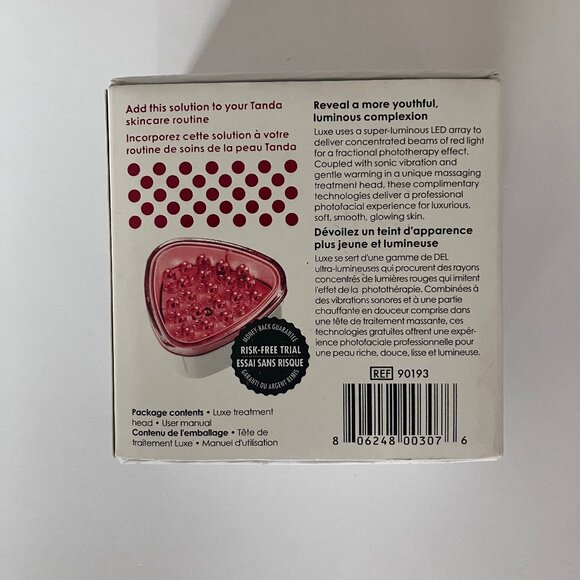 Add this solution to your Tanda
skincare routine
Incorporez cette solution à votre
routine de soins de la peau Tanda
MONEY BACK GUARANTEE
RISK-FREE TRIAL
ESSAI SANS RISQUE
GARANTI OU ARGENT REMIS
Package contents • Luxe treatment
head • User manual
Contenu de l'emballage • Tête de
traitement Luxe • Manuel d'utilisation
Reveal a more youthful,
luminous complexion
Luxe uses a super-luminous LED array to
deliver concentrated beams of red light
for a fractional phototherapy effect.
Coupled with sonic vibration and
gentle warming in a unique massaging
treatment head, these complimentary
technologies deliver a professional
photofacial experience for luxurious,
soft, smooth, glowing skin.
Dévoilez un teint d'apparence
plus jeune et lumineuse
Luxe se sert d'une gamme de DEL
ultra-lumineuses qui procurent des rayons
concentrés de lumières rouges qui imitent
l'effet de la photothérapie. Combinées à
des vibrations sonores et à une partie
chauffante en douceur comprise dans
une tête de traitement massante, ces
technologies gratuites offrent une expér-
ience photofaciale professionnelle pour
une peau riche, douce, lisse et lumineuse.
REF 90193
8 06248 00307 6